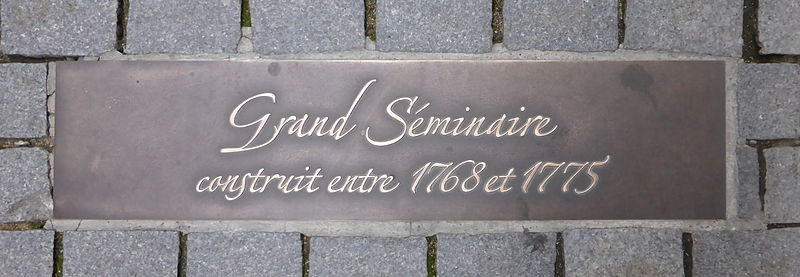 Grand Séminaire
construit entre 1768 et 1775